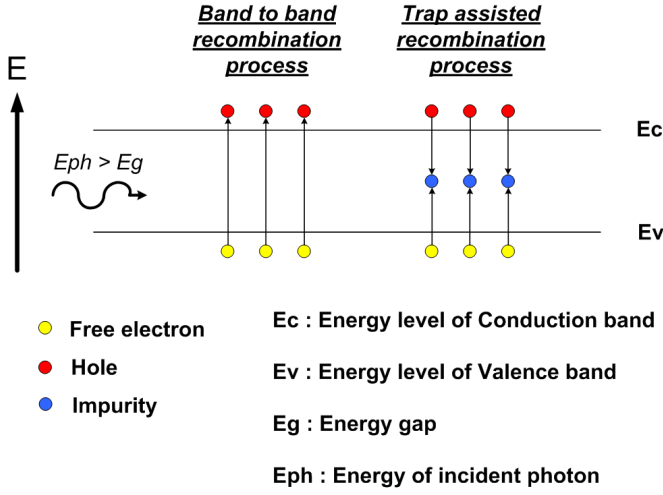 Band to band
recombination
process
Trap assisted
recombination
process
E
Ec
Eph > Eg
Ev
Free electron
Hole
Impurity
Ec : Energy level of Conduction band
Ev : Energy level of Valence band
Eg : Energy gap
Eph : Energy of incident photon